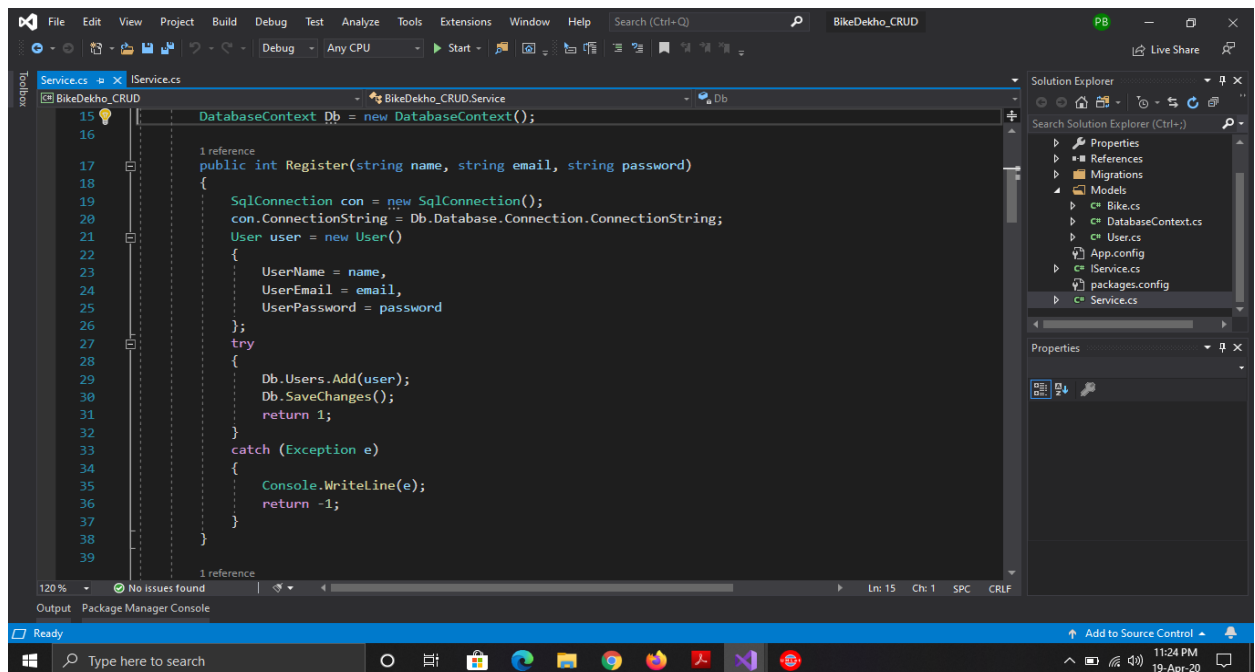 File Edit View Project Build Debug Test Analyze Tools Extensions Window Help Search (Ctrl+Q) BikeDekho_CRUD PB
Debug Any CPU Start Live Share
Toolbox
Service.cs IService.cs
BikeDekho_CRUD BikeDekho_CRUD.Service Db
15 DatabaseContext Db = new DatabaseContext();
16
1 reference
17 public int Register(string name, string email, string password)
18 {
19 SqlConnection con = new SqlConnection();
20 con.ConnectionString = Db.Database.Connection.ConnectionString;
21 User user = new User()
22 {
23 UserName = name,
24 UserEmail = email,
25 UserPassword = password
26 };
27 try
28 {
29 Db.Users.Add(user);
30 Db.SaveChanges();
31 return 1;
32 }
33 catch (Exception e)
34 {
35 Console.WriteLine(e);
36 return -1;
37 }
38 }
39
1 reference
120 % No issues found Ln: 15 Ch: 1 SPC CRLF
Output Package Manager Console
Solution Explorer
Search Solution Explorer (Ctrl+;)
Properties
References
Migrations
Models
C# Bike.cs
C# DatabaseContext.cs
C# User.cs
App.config
C# IService.cs
packages.config
C# Service.cs
Properties
Ready Add to Source Control
Type here to search
11:24 PM
19-Apr-20